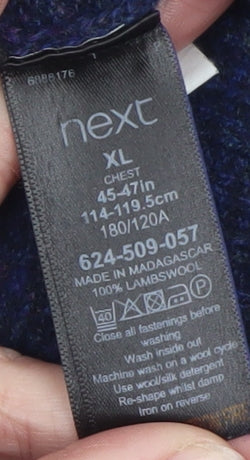 6088176
next
XL
CHEST
45-47in
114-119.5cm
180/120A
624-509-057
MADE IN MADAGASCAR
100% LAMBSWOOL
40 P
Close all fastenings before
washing
Wash inside out
Machine wash on a wool cycle
Use wool/silk detergent
Re-shape whilst damp
Iron on reverse